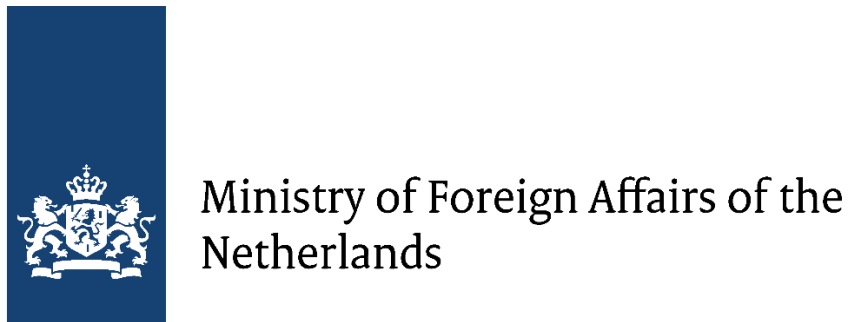 Ministry of Foreign Affairs of the
Netherlands